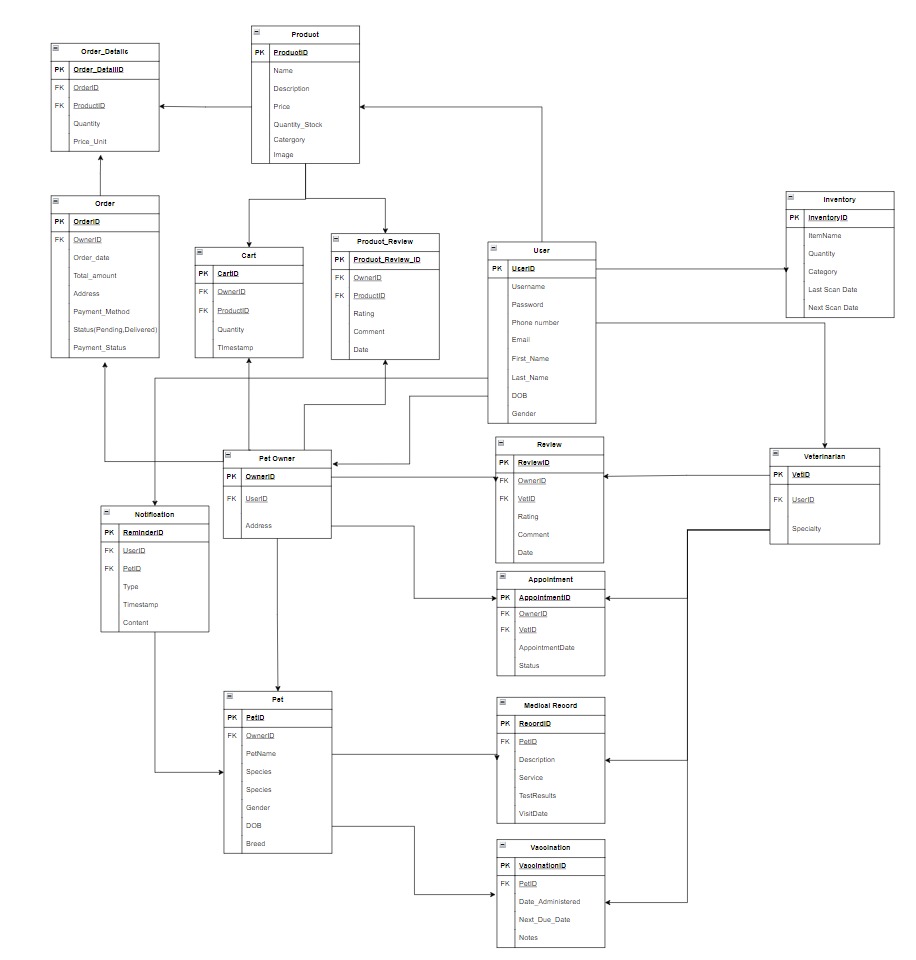 Product
PK ProductID
Name
Description
Price
Quantity_Stock
Catergory
Image
Order_Details
PK Order_DetailID
FK OrderID
FK ProductID
Quantity
Price_Unit
Order
PK OrderID
FK OwnerID
Order_date
Total_amount
Address
Payment_Method
Status(Pending,Delivered)
Payment_Status
Cart
PK CartID
FK OwnerID
FK ProductID
Quantity
Timestamp
Product_Review
PK Product_Review_ID
FK OwnerID
FK ProductID
Rating
Comment
Date
User
PK UserID
Username
Password
Phone number
Email
First_Name
Last_Name
DOB
Gender
Inventory
PK InventoryID
ItemName
Quantity
Category
Last Scan Date
Next Scan Date
Pet Owner
PK OwnerID
FK UserID
Address
Review
PK ReviewID
FK OwnerID
FK VetID
Rating
Comment
Date
Veterinarian
PK VetID
FK UserID
Specialty
Notification
PK ReminderID
FK UserID
FK PetID
Type
Timestamp
Content
Appointment
PK AppointmentID
FK OwnerID
FK VetID
AppointmentDate
Status
Pet
PK PetID
FK OwnerID
PetName
Species
Species
Gender
DOB
Breed
Medical Record
PK RecordID
FK PetID
Description
Service
TestResults
VisitDate
Vaccination
PK VaccinationID
FK PetID
Date_Administered
Next_Due_Date
Notes